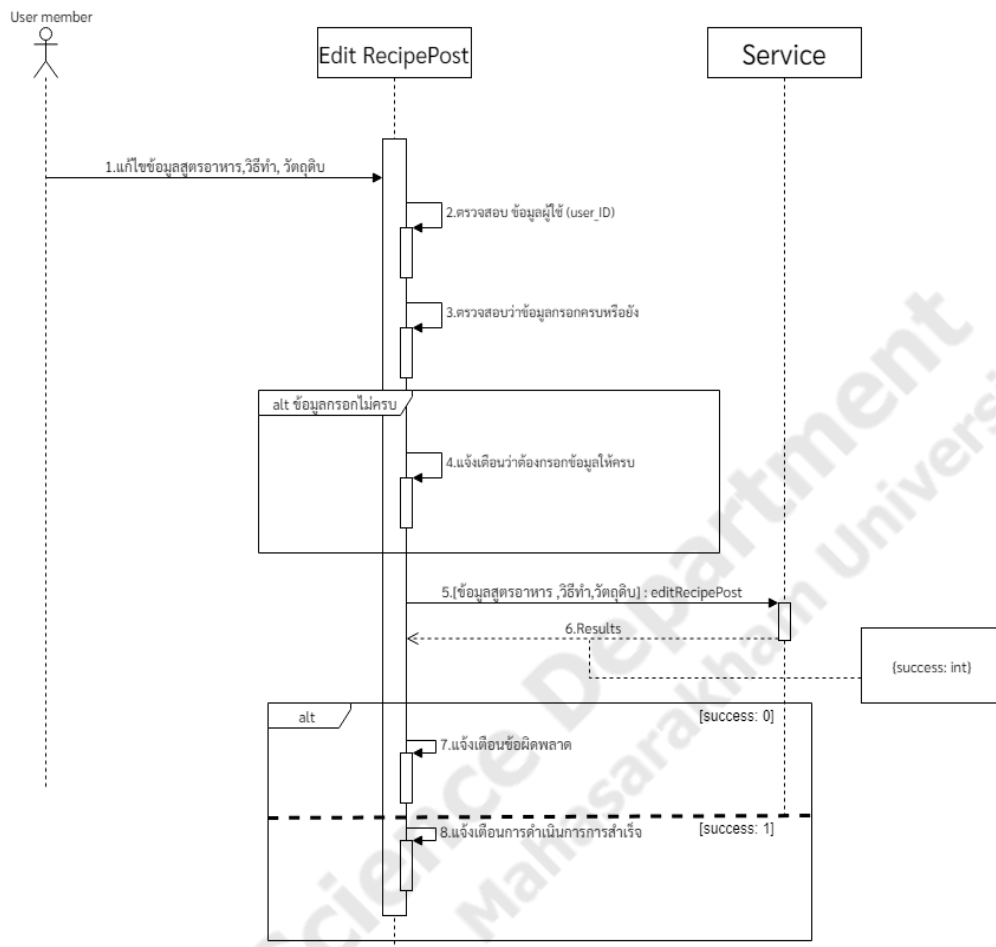 User member
Edit RecipePost
Service
1.แก้ไขข้อมูลสูตรอาหาร,วิธีทำ, วัตถุดิบ
2.ตรวจสอบ ข้อมูลผู้ใช้ (user_ID)
3.ตรวจสอบว่าข้อมูลกรอกครบหรือยัง
alt ข้อมูลกรอกไม่ครบ
4.แจ้งเตือนว่าต้องกรอกข้อมูลให้ครบ
5.[ข้อมูลสูตรอาหาร ,วิธีทำ,วัตถุดิบ] : editRecipePost
6.Results
{success: int}
alt
[success: 0]
7.แจ้งเตือนข้อผิดพลาด
[success: 1]
8.แจ้งเตือนการดำเนินการการสำเร็จ
Science Department
Mahasarakham Universi